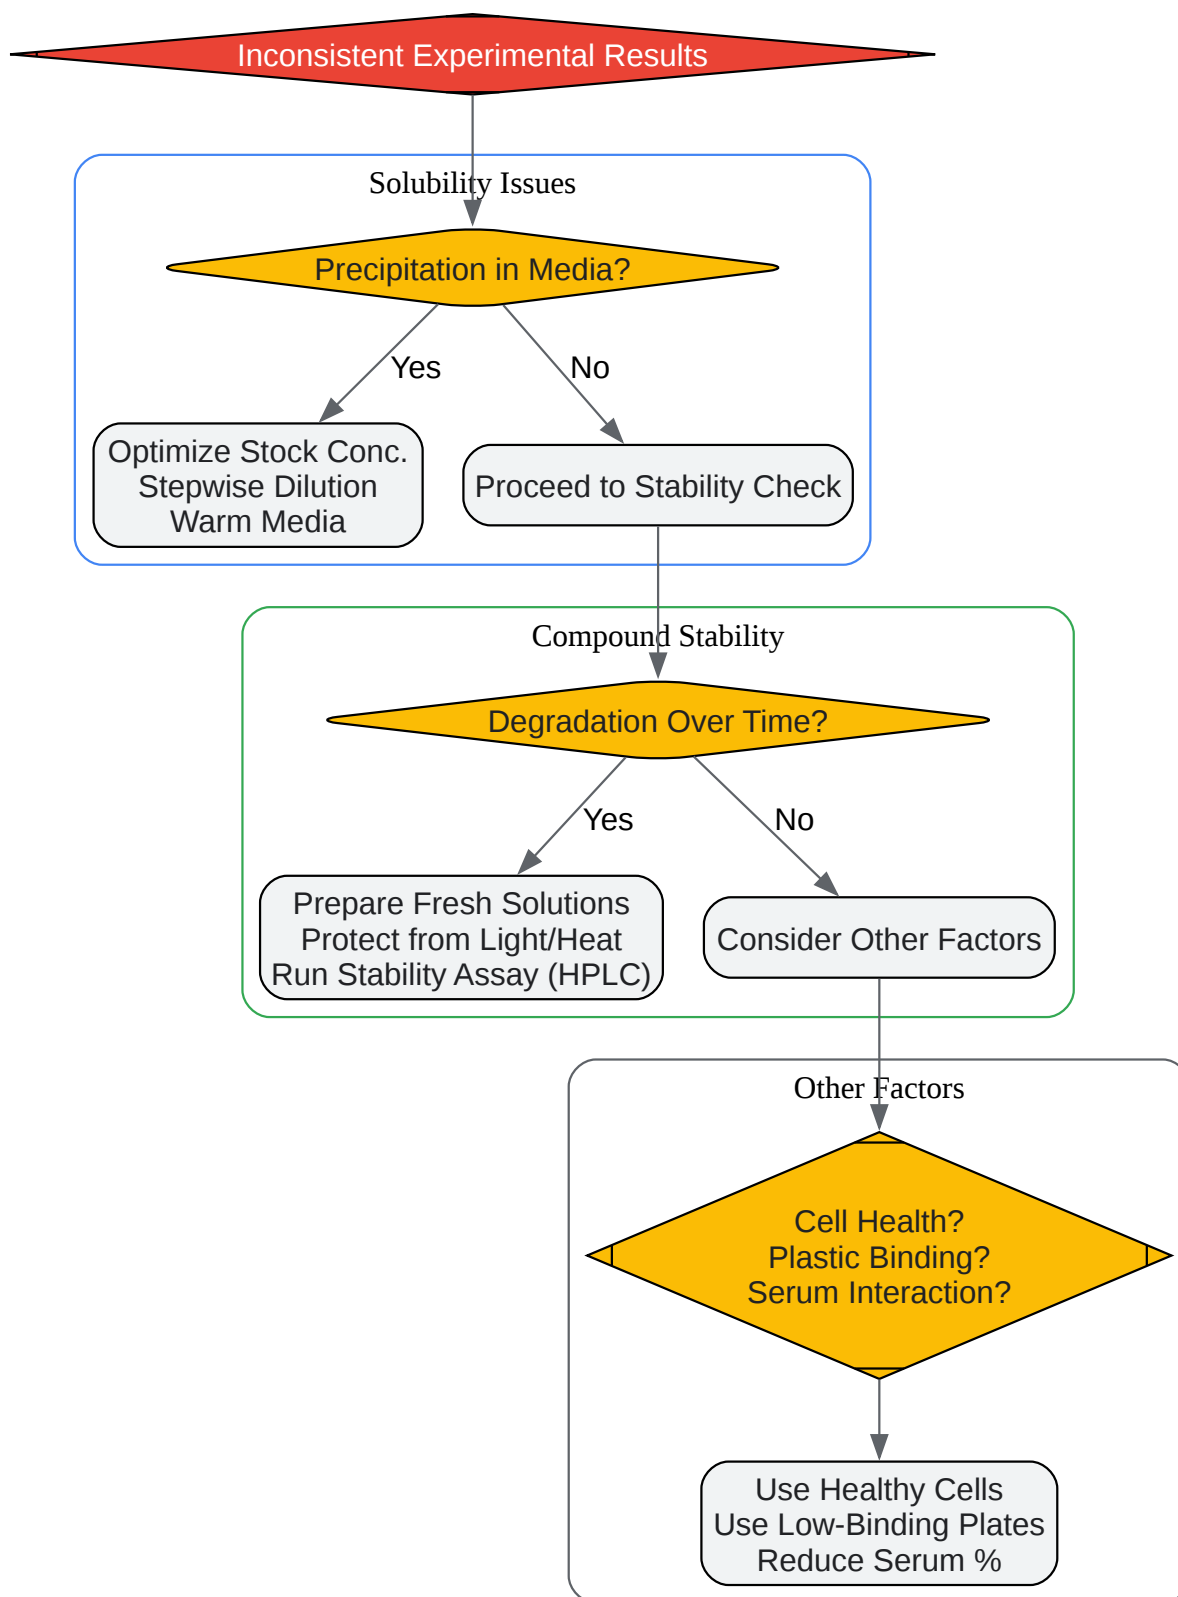 Inconsistent Experimental Results
Solubility Issues
Precipitation in Media?
Yes
No
Optimize Stock Conc.
Stepwise Dilution
Warm Media
Proceed to Stability Check
Compound Stability
Degradation Over Time?
Yes
No
Prepare Fresh Solutions
Protect from Light/Heat
Run Stability Assay (HPLC)
Consider Other Factors
Other Factors
Cell Health?
Plastic Binding?
Serum Interaction?
Use Healthy Cells
Use Low-Binding Plates
Reduce Serum %